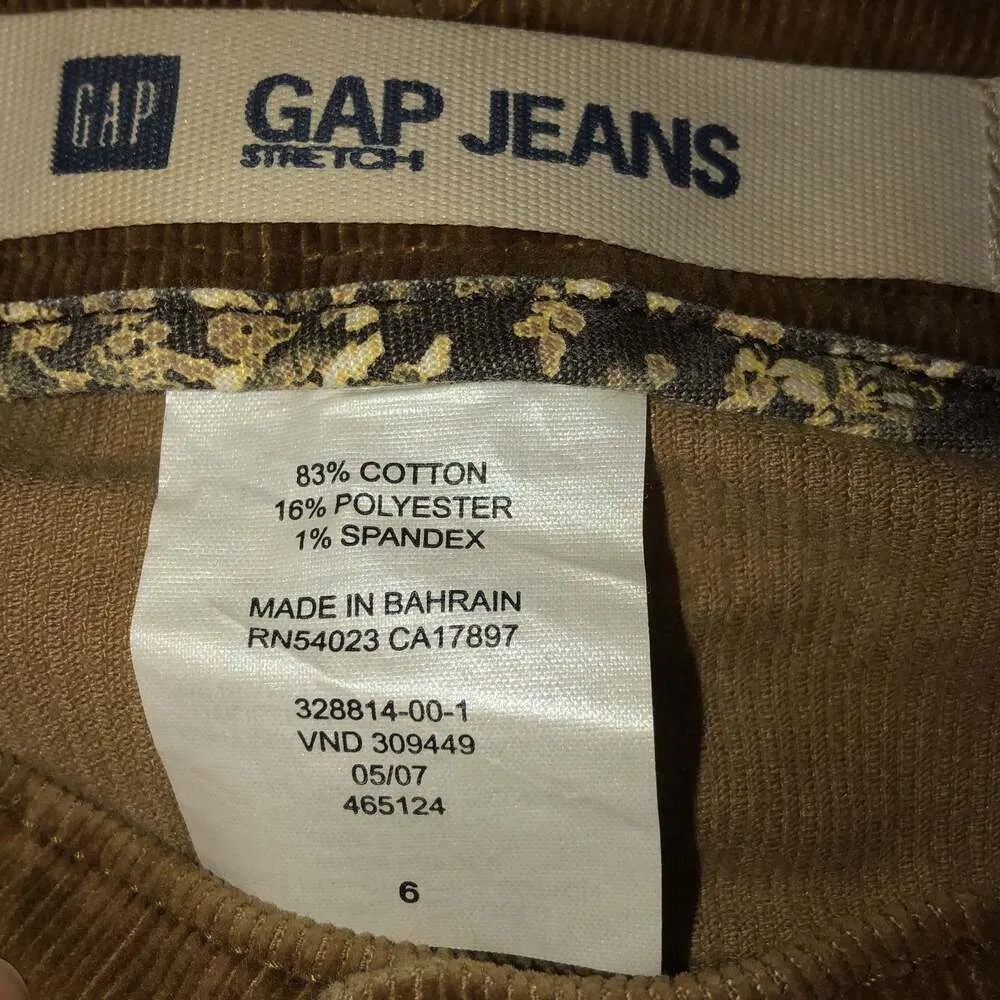 GAP GAP JEANS
STRETCH
83% COTTON
16% POLYESTER
1% SPANDEX
MADE IN BAHRAIN
RN54023 CA17897
328814-00-1
VND 309449
05/07
465124
6